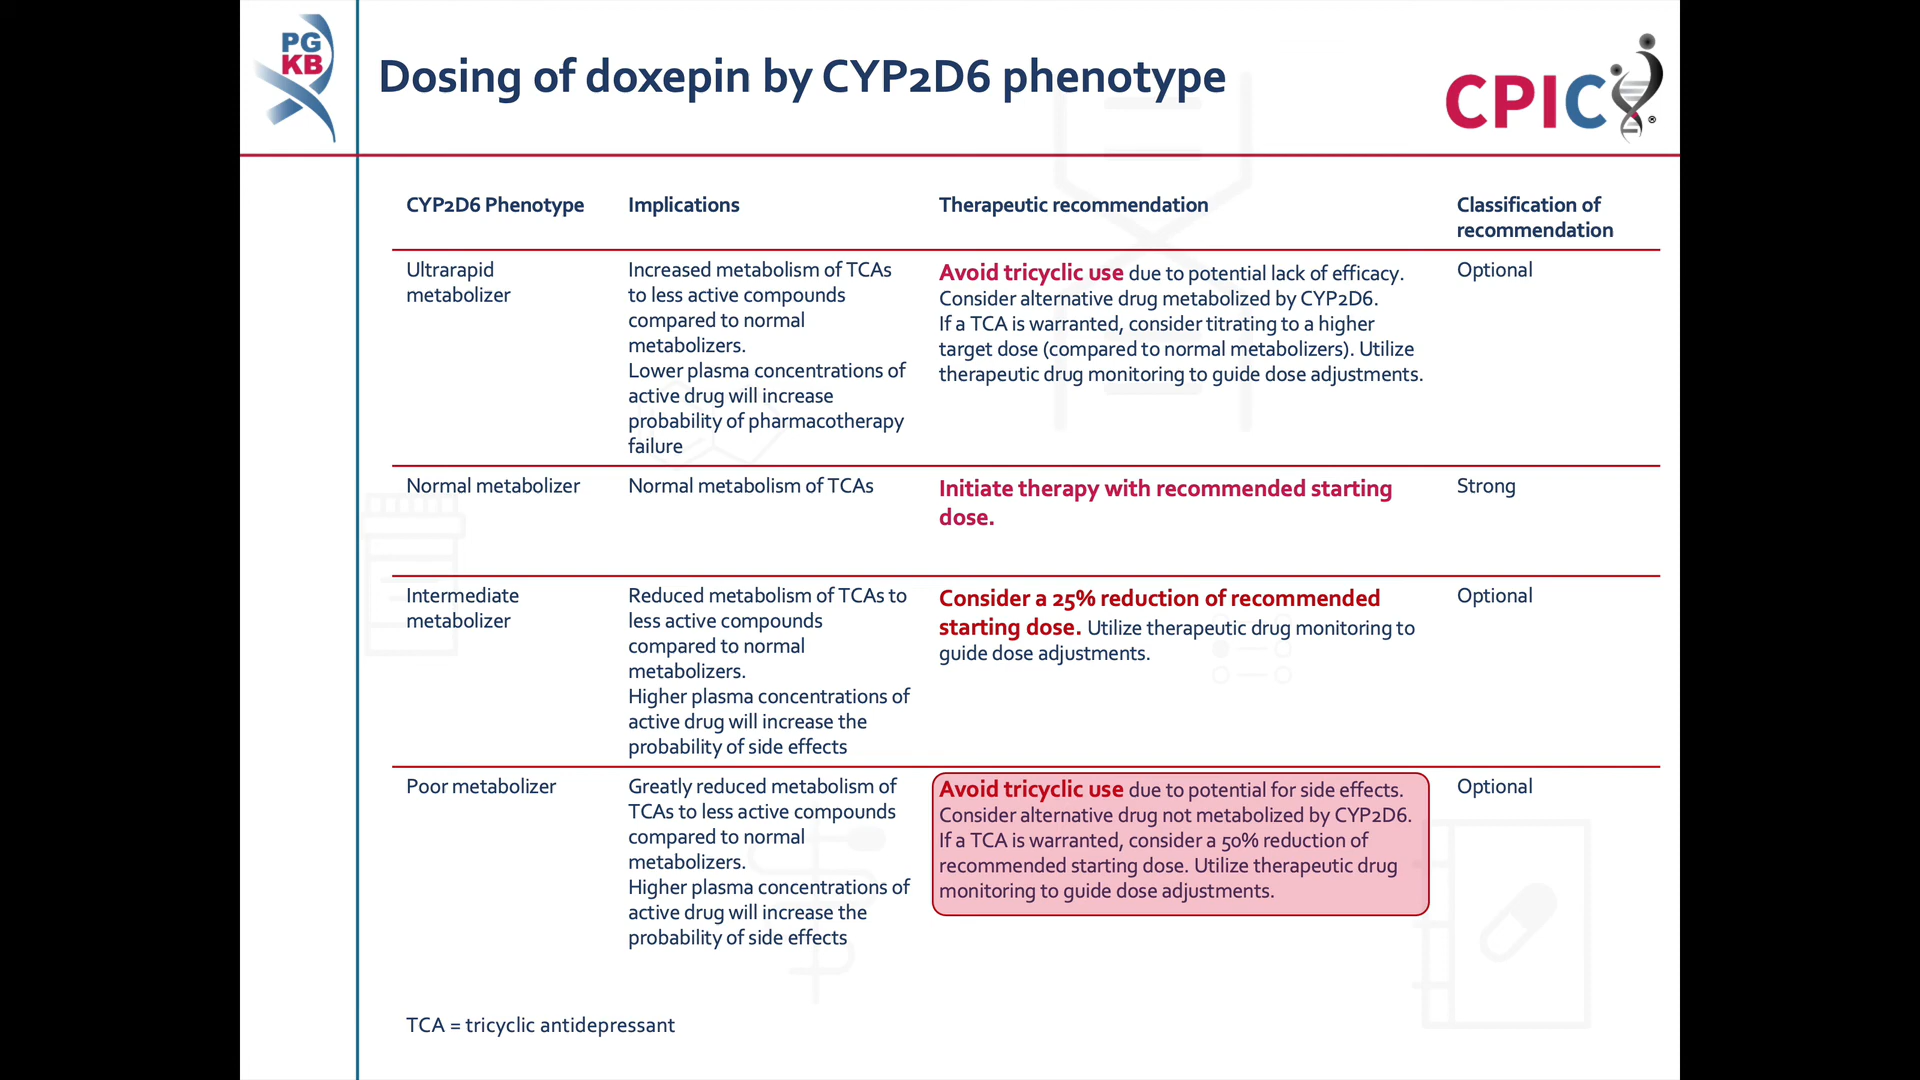 PG
KB
Dosing of doxepin by CYP2D6 phenotype
CPIC®
CYP2D6 Phenotype
Implications
Therapeutic recommendation
Classification of
recommendation
Ultrarapid
metabolizer
Increased metabolism of TCAs
to less active compounds
compared to normal
metabolizers.
Lower plasma concentrations of
active drug will increase
probability of pharmacotherapy
failure
Avoid tricyclic use due to potential lack of efficacy.
Consider alternative drug metabolized by CYP2D6.
If a TCA is warranted, consider titrating to a higher
target dose (compared to normal metabolizers). Utilize
therapeutic drug monitoring to guide dose adjustments.
Optional
Normal metabolizer
Normal metabolism of TCAs
Initiate therapy with recommended starting
dose.
Strong
Intermediate
metabolizer
Reduced metabolism of TCAs to
less active compounds
compared to normal
metabolizers.
Higher plasma concentrations of
active drug will increase the
probability of side effects
Consider a 25% reduction of recommended
starting dose. Utilize therapeutic drug monitoring to
guide dose adjustments.
Optional
Poor metabolizer
Greatly reduced metabolism of
TCAs to less active compounds
compared to normal
metabolizers.
Higher plasma concentrations of
active drug will increase the
probability of side effects
Avoid tricyclic use due to potential for side effects.
Consider alternative drug not metabolized by CYP2D6.
If a TCA is warranted, consider a 50% reduction of
recommended starting dose. Utilize therapeutic drug
monitoring to guide dose adjustments.
Optional
TCA = tricyclic antidepressant